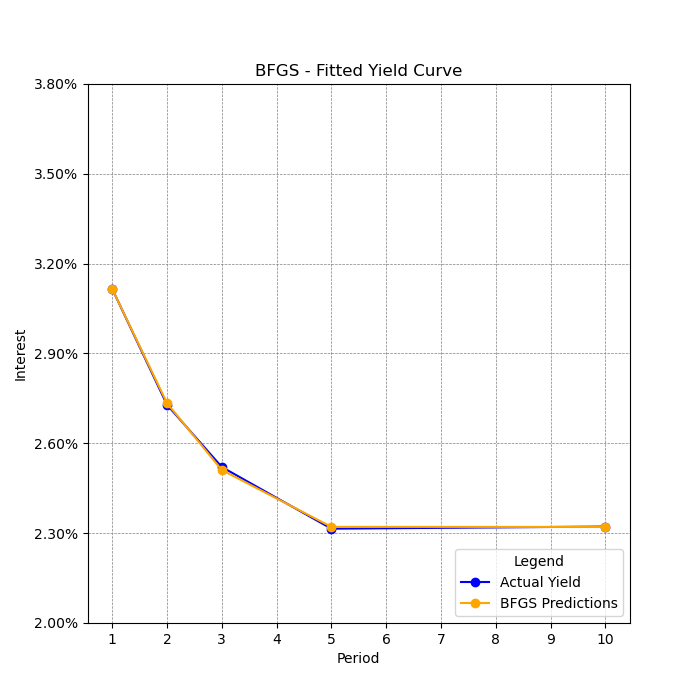 BFGS - Fitted Yield Curve
3.80%
3.50%
3.20%
2.90%
2.60%
2.30%
2.00%
Interest
1 2 3 4 5 6 7 8 9 10
Period
Legend
Actual Yield
BFGS Predictions